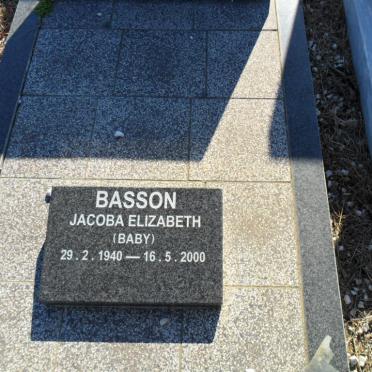 BASSON
JACOBA ELIZABETH
(BABY)
29.2.1940 — 16.5.2000